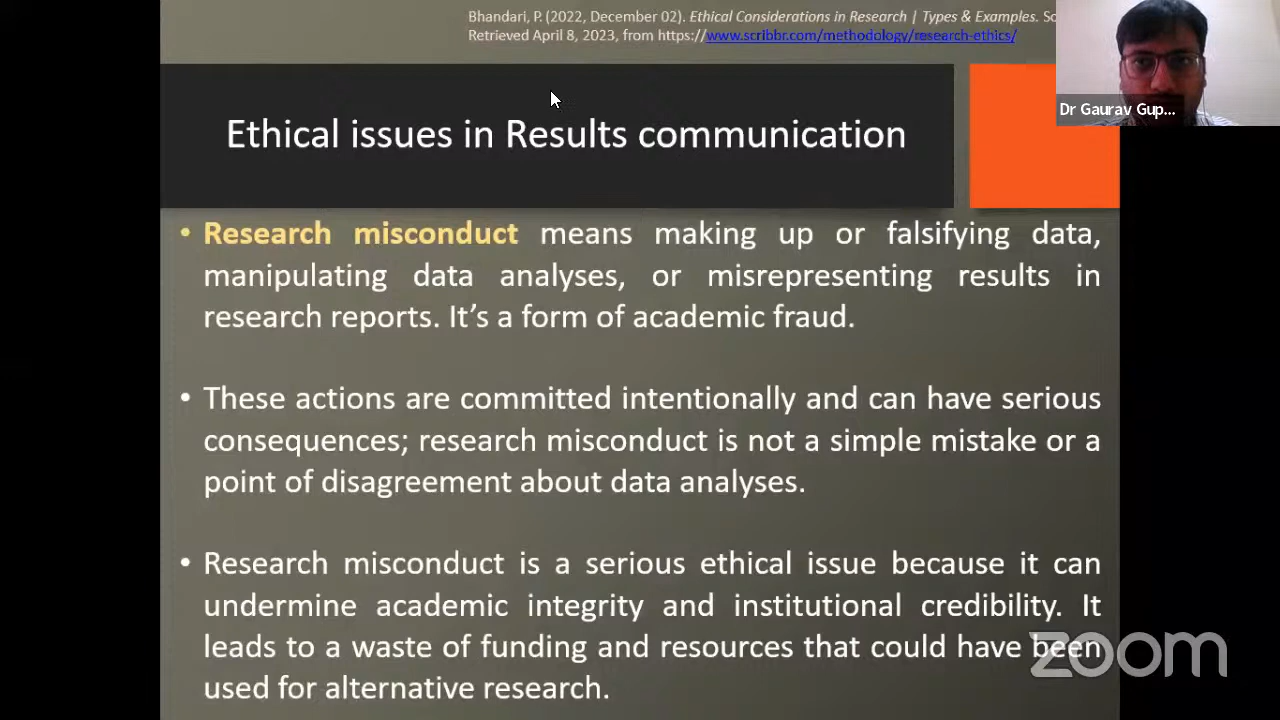 Bhandari, P. (2022, December 02). Ethical Considerations in Research | Types & Examples.
Retrieved April 8, 2023, from https://www.scribbr.com/methodology/research-ethics/
Dr Gaurav Gup...
Ethical issues in Results communication
• Research misconduct means making up or falsifying data,
manipulating data analyses, or misrepresenting results in
research reports. It’s a form of academic fraud.
• These actions are committed intentionally and can have serious
consequences; research misconduct is not a simple mistake or a
point of disagreement about data analyses.
• Research misconduct is a serious ethical issue because it can
undermine academic integrity and institutional credibility. It
leads to a waste of funding and resources that could have been
used for alternative research.
zoom